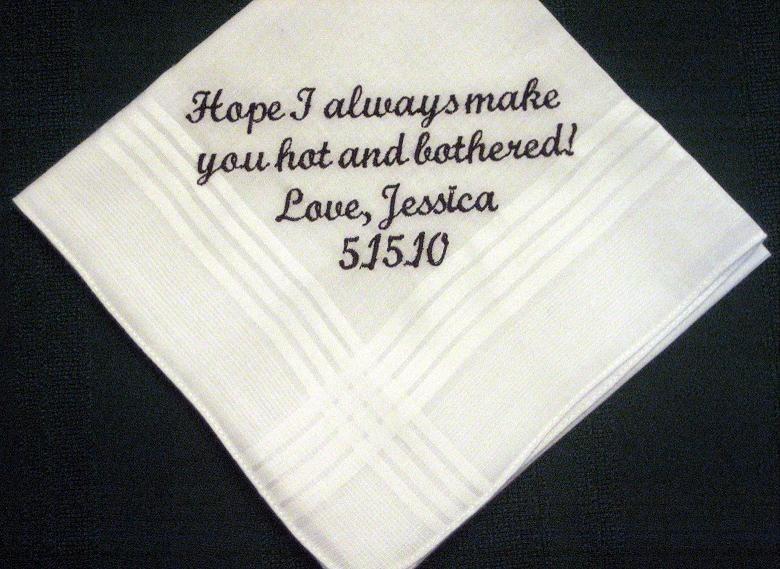 Hope I always make
you hot and bothered!
Love, Jessica
5.15.10